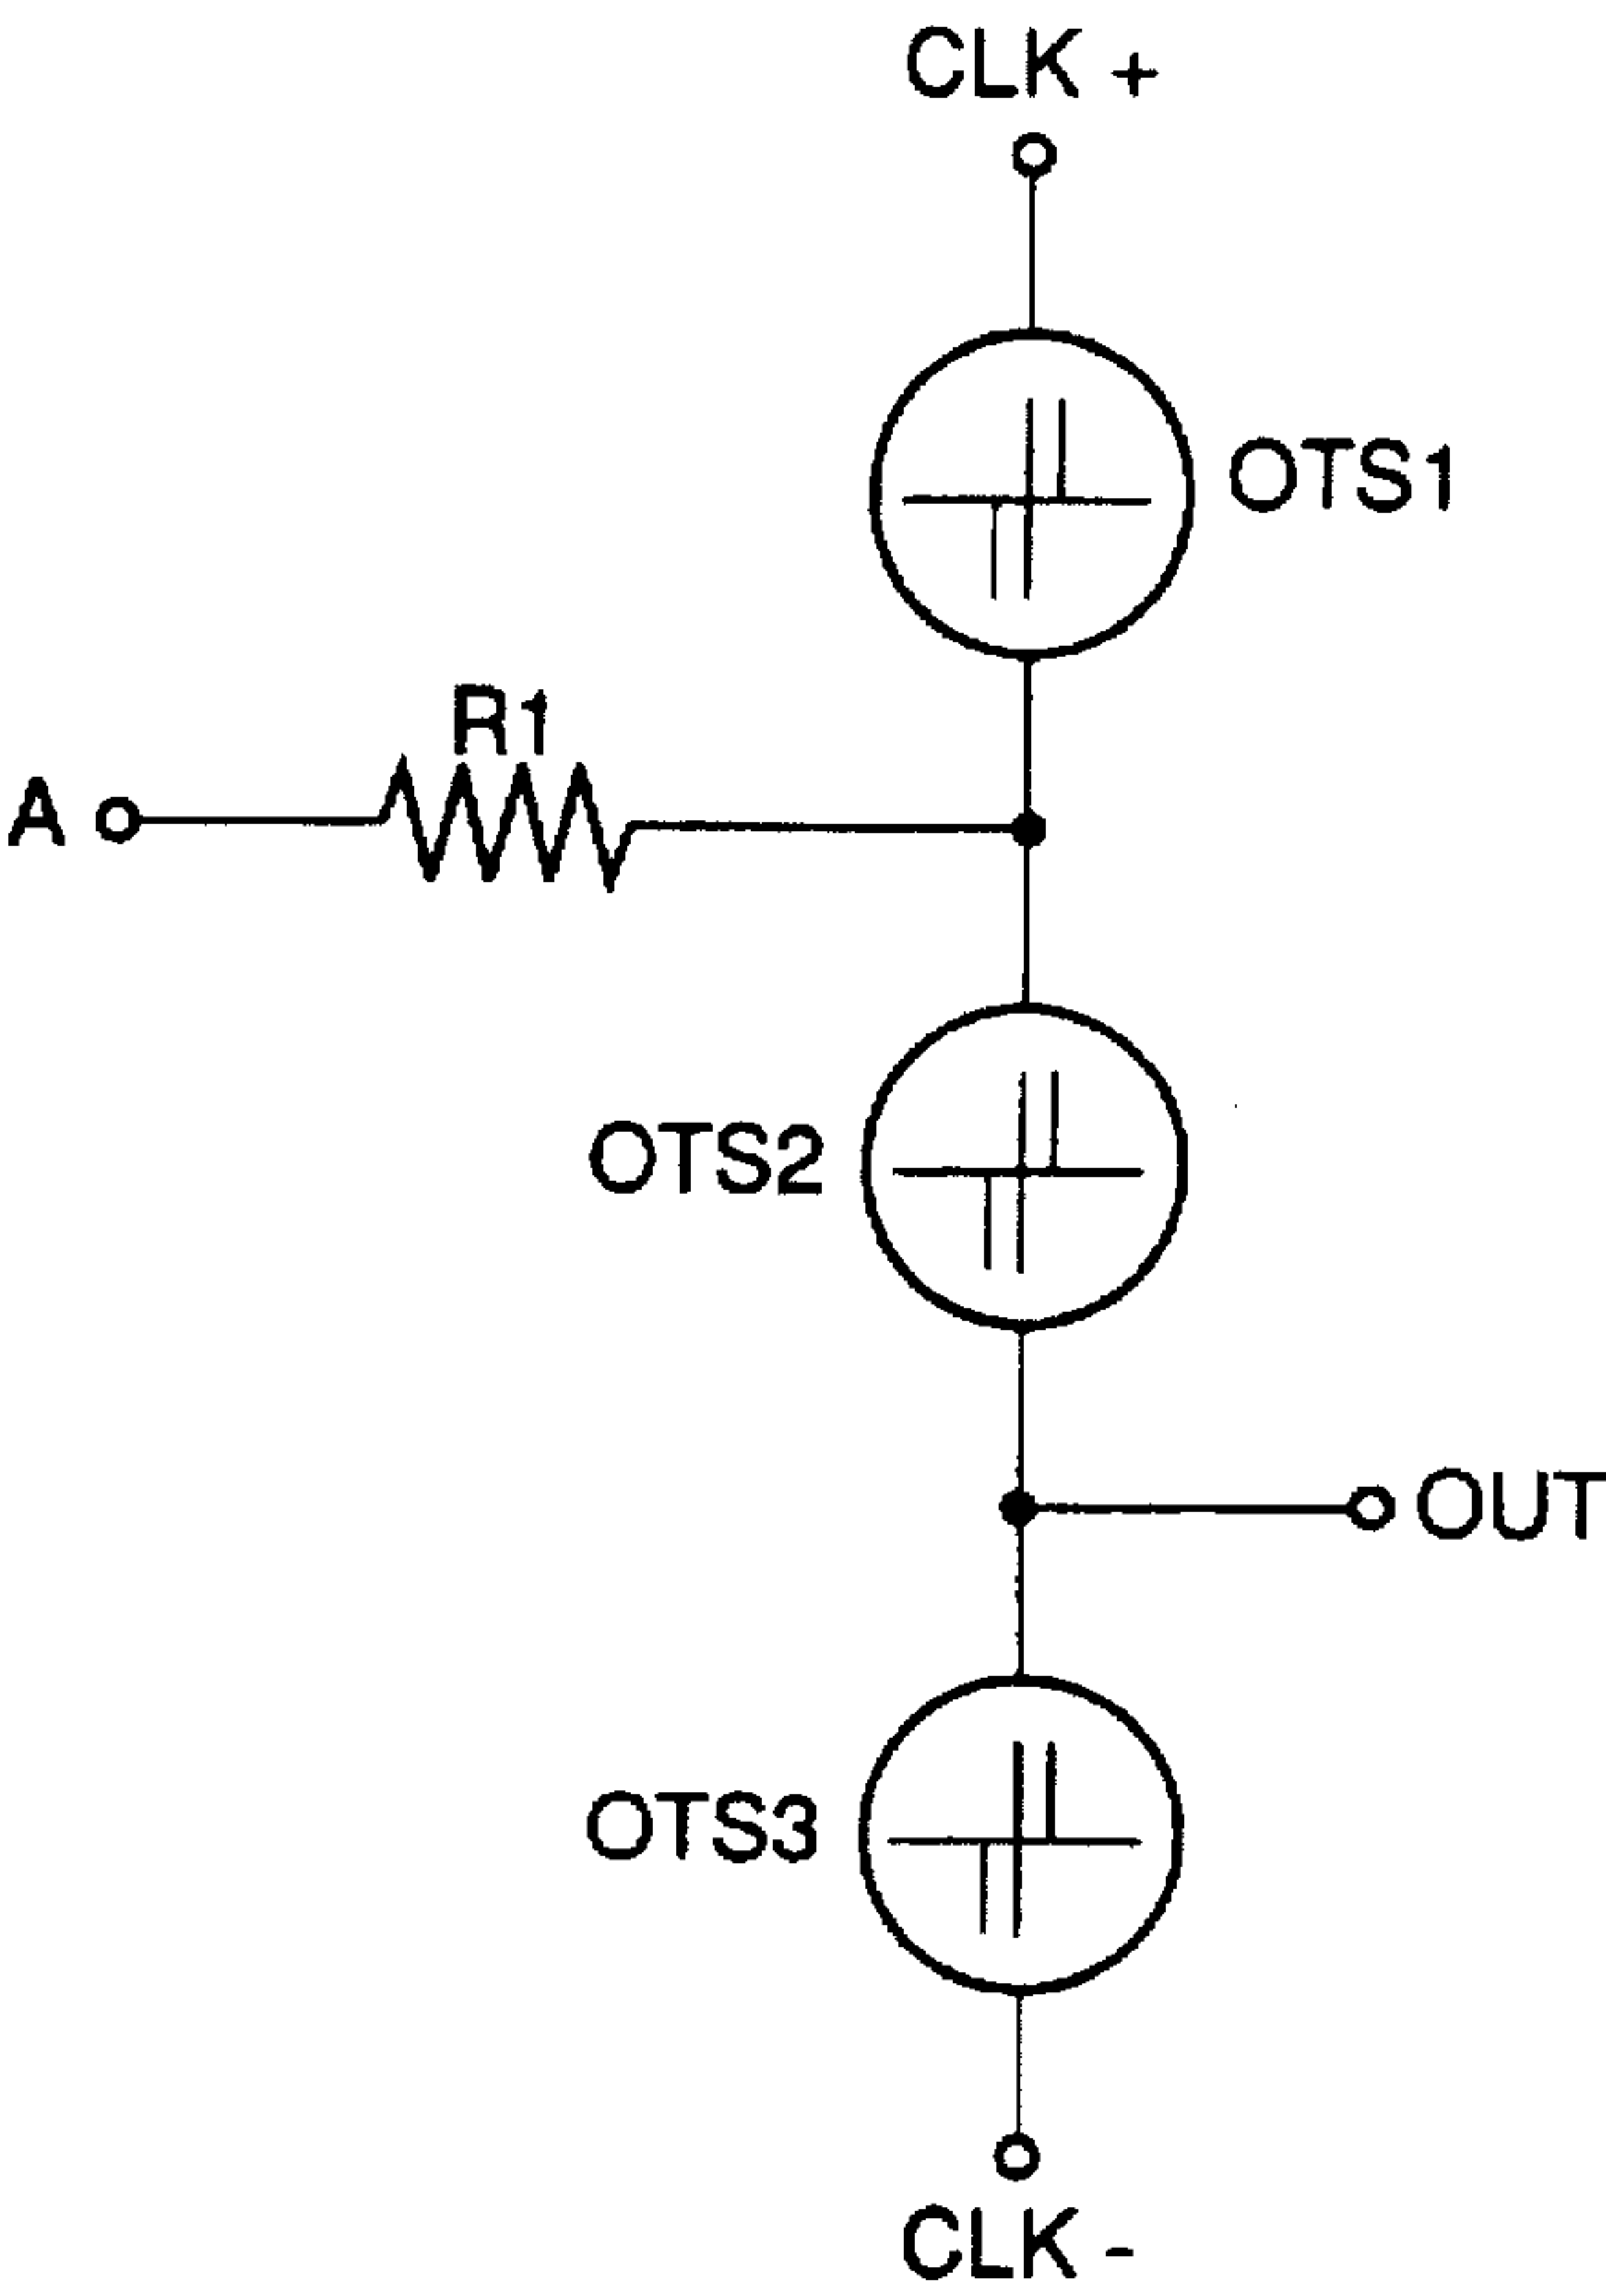 CLK +
OTS1
R1
A
OTS2
OUT
OTS3
CLK -